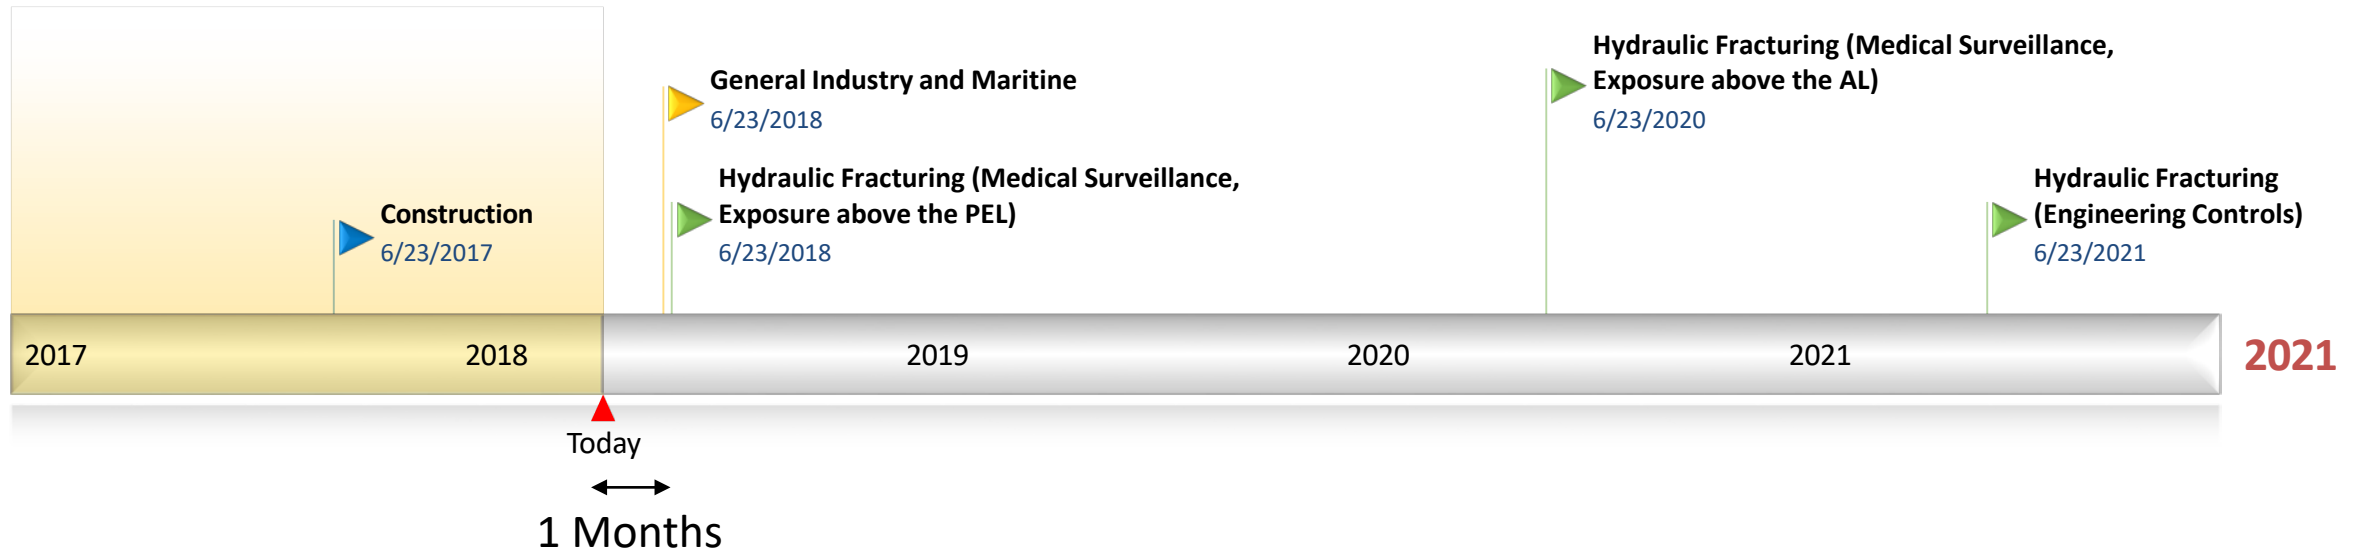 Hydraulic Fracturing (Medical Surveillance,
Exposure above the AL)
6/23/2020
General Industry and Maritine
6/23/2018
Hydraulic Fracturing (Medical Surveillance,
Exposure above the PEL)
6/23/2018
Hydraulic Fracturing
(Engineering Controls)
6/23/2021
Construction
6/23/2017
2017
2018
2019
2020
2021
2021
Today
1 Months